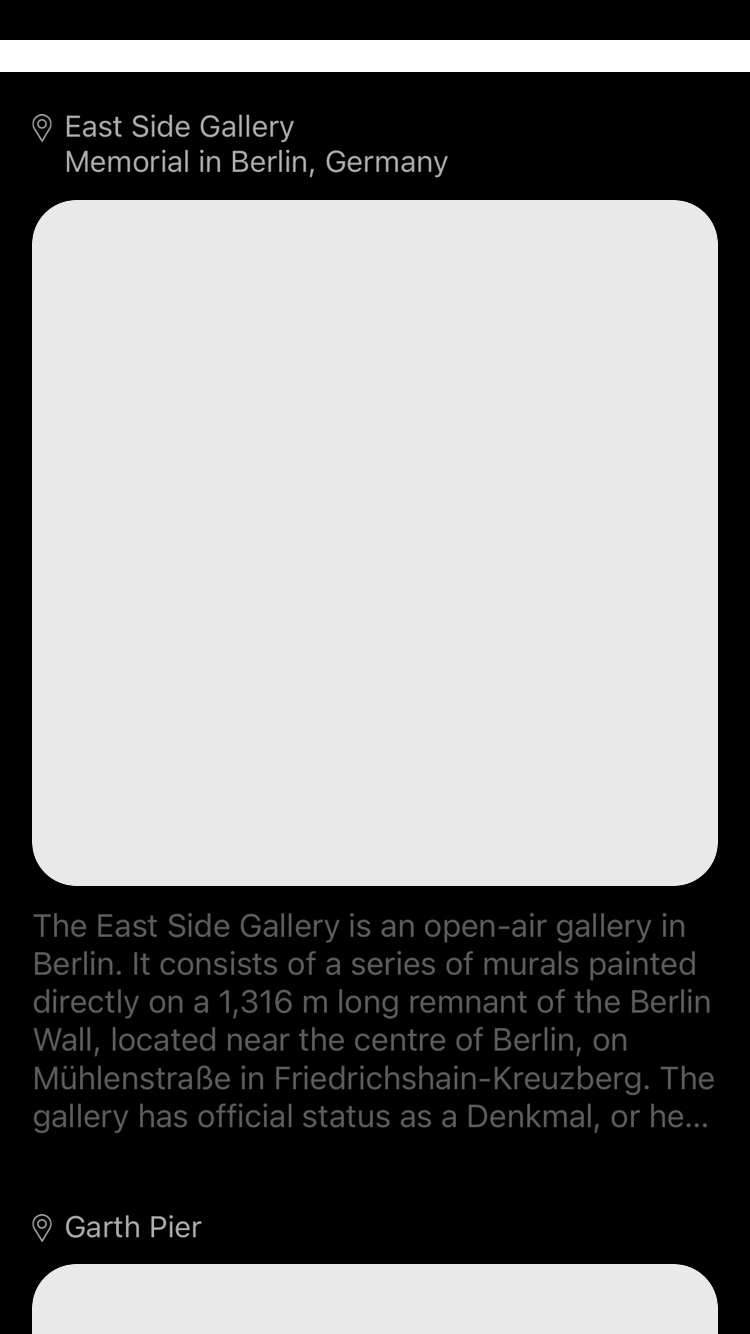 East Side Gallery
Memorial in Berlin, Germany
The East Side Gallery is an open-air gallery in
Berlin. It consists of a series of murals painted
directly on a 1,316 m long remnant of the Berlin
Wall, located near the centre of Berlin, on
Mühlenstraße in Friedrichshain-Kreuzberg. The
gallery has official status as a Denkmal, or he...
Garth Pier